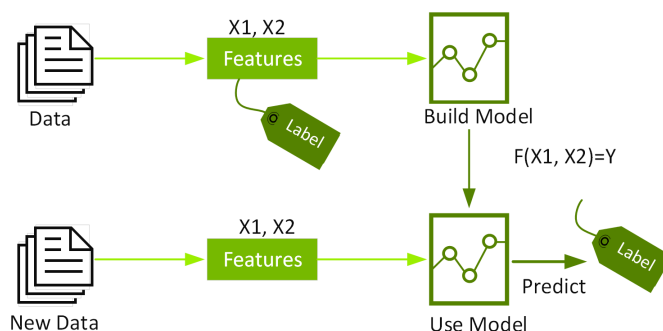 X1, X2
Features
Label
Data
Build Model
F(X1, X2)=Y
X1, X2
Features
Label
Predict
New Data
Use Model